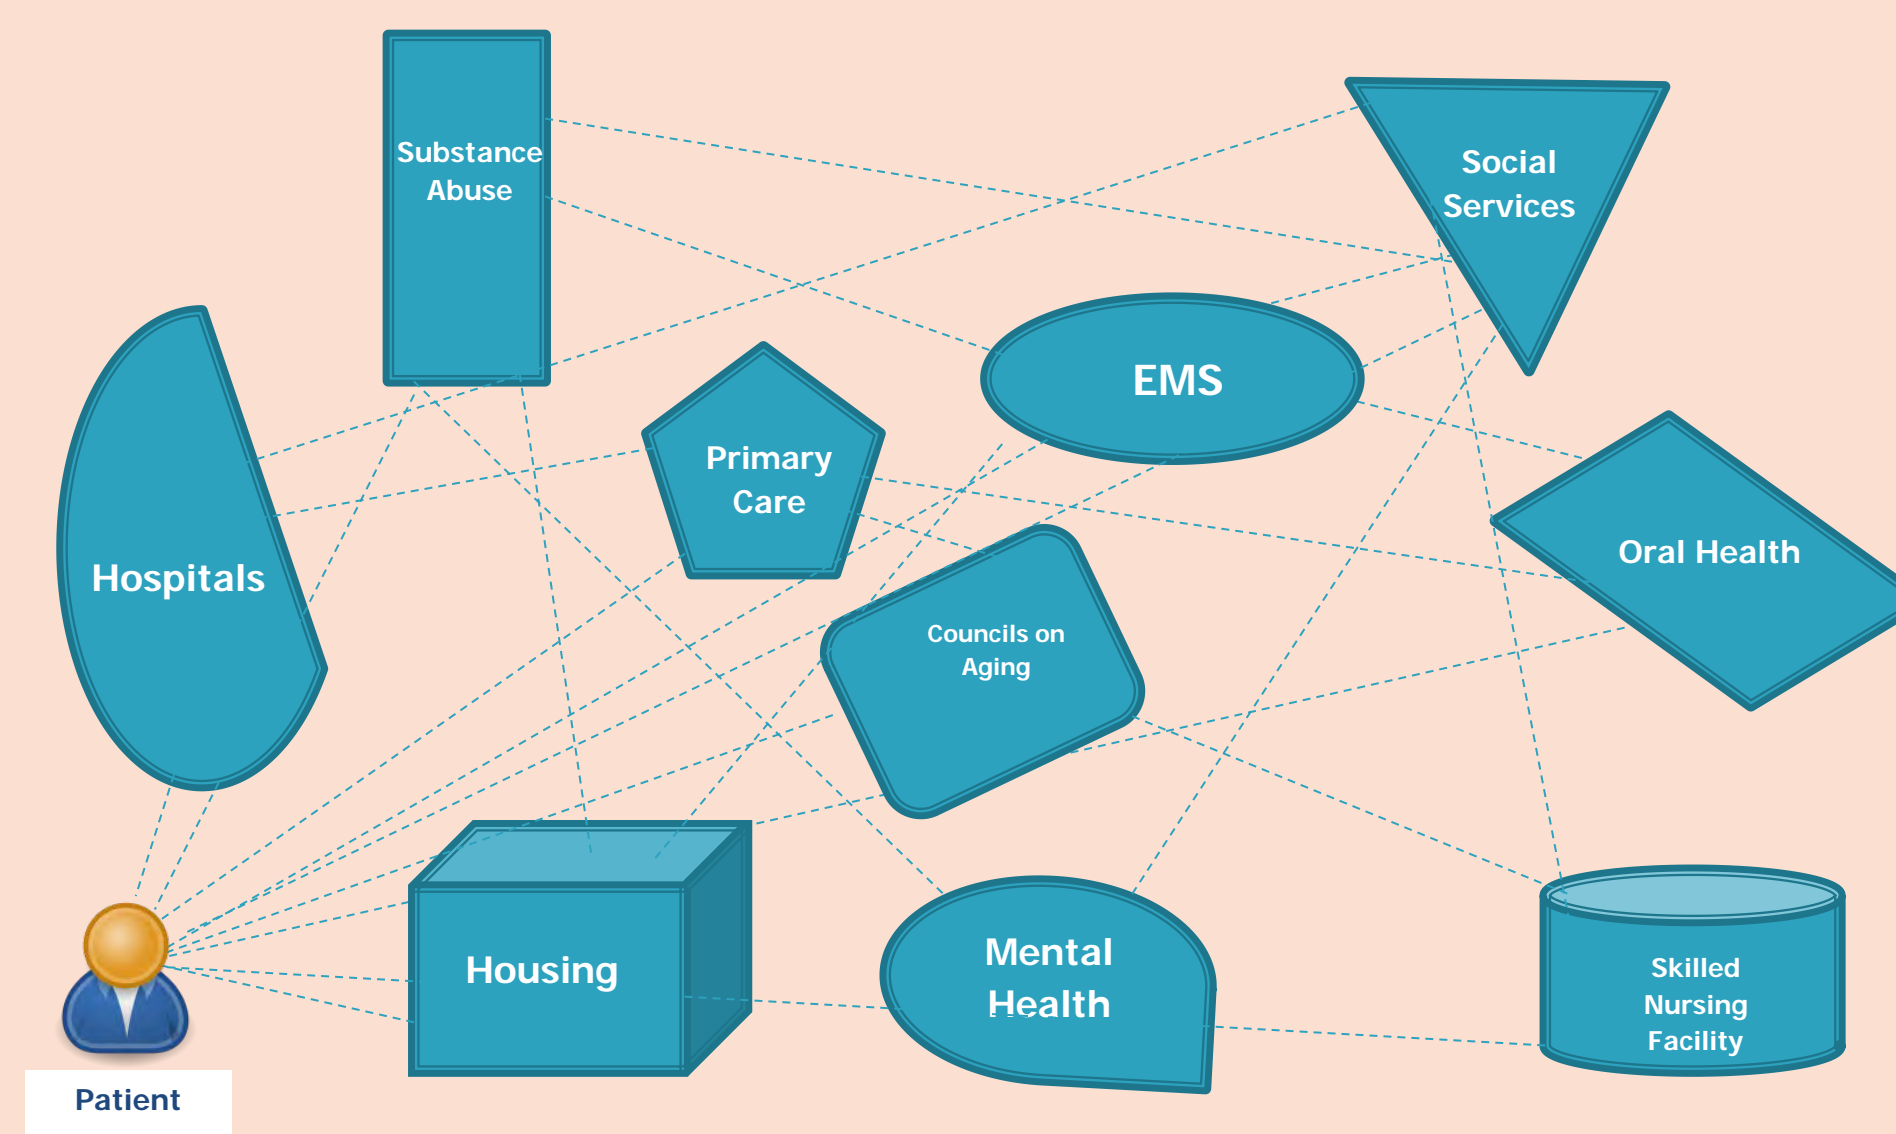 Substance
Abuse
Social
Services
EMS
Primary
Care
Oral Health
Hospitals
Councils on
Aging
Housing
Mental
Health
Skilled
Nursing
Facility
Patient